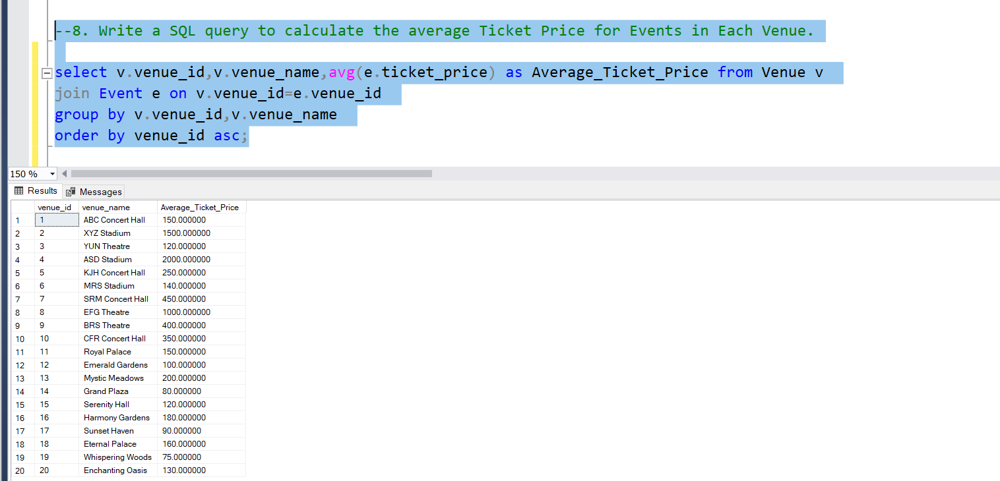 --8. Write a SQL query to calculate the average Ticket Price for Events in Each Venue.
select v.venue_id,v.venue_name,avg(e.ticket_price) as Average_Ticket_Price from Venue v
join Event e on v.venue_id=e.venue_id
group by v.venue_id,v.venue_name
order by venue_id asc;
150 %
Results Messages
venue_id venue_name Average_Ticket_Price
1 1 ABC Concert Hall 150.000000
2 2 XYZ Stadium 1500.000000
3 3 YUN Theatre 120.000000
4 4 ASD Stadium 2000.000000
5 5 KJH Concert Hall 250.000000
6 6 MRS Stadium 140.000000
7 7 SRM Concert Hall 450.000000
8 8 EFG Theatre 1000.000000
9 9 BRS Theatre 400.000000
10 10 CFR Concert Hall 350.000000
11 11 Royal Palace 150.000000
12 12 Emerald Gardens 100.000000
13 13 Mystic Meadows 200.000000
14 14 Grand Plaza 80.000000
15 15 Serenity Hall 120.000000
16 16 Harmony Gardens 180.000000
17 17 Sunset Haven 90.000000
18 18 Eternal Palace 160.000000
19 19 Whispering Woods 75.000000
20 20 Enchanting Oasis 130.000000